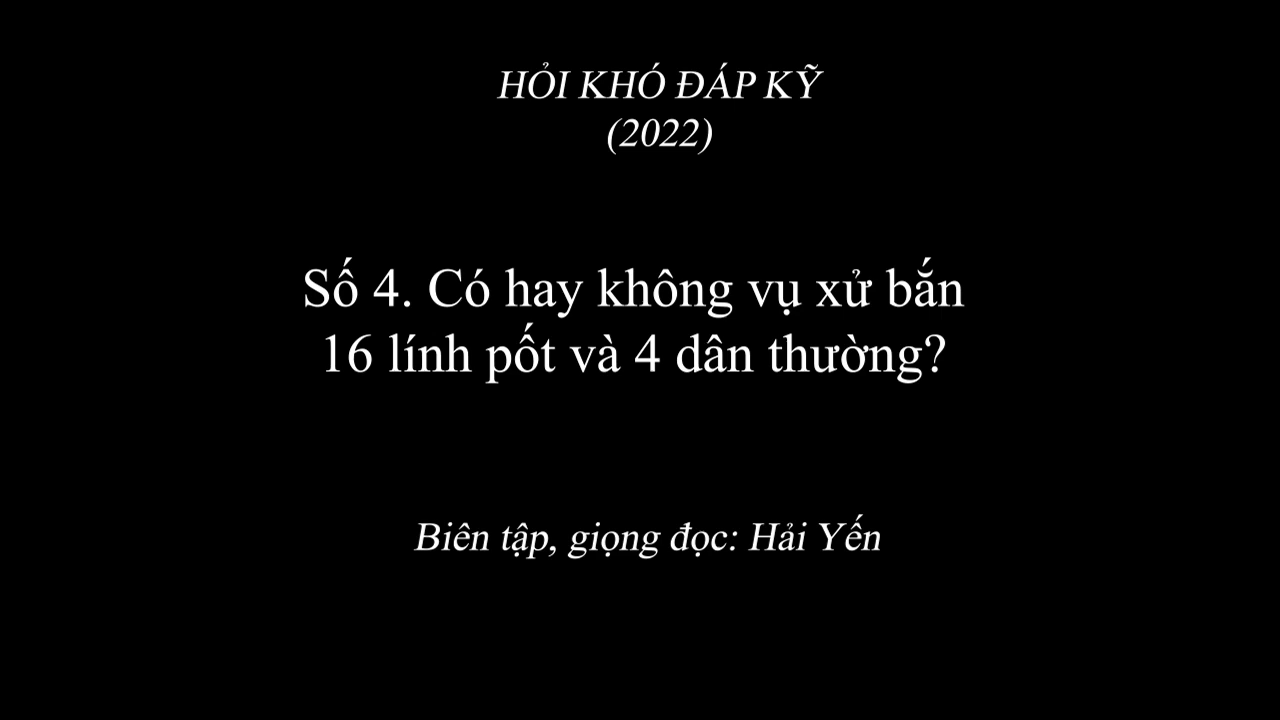 HỎI KHÓ ĐÁP KỸ
(2022)
Số 4. Có hay không vụ xử bắn
16 lính pốt và 4 dân thường?
Biên tập, giọng đọc: Hải Yến